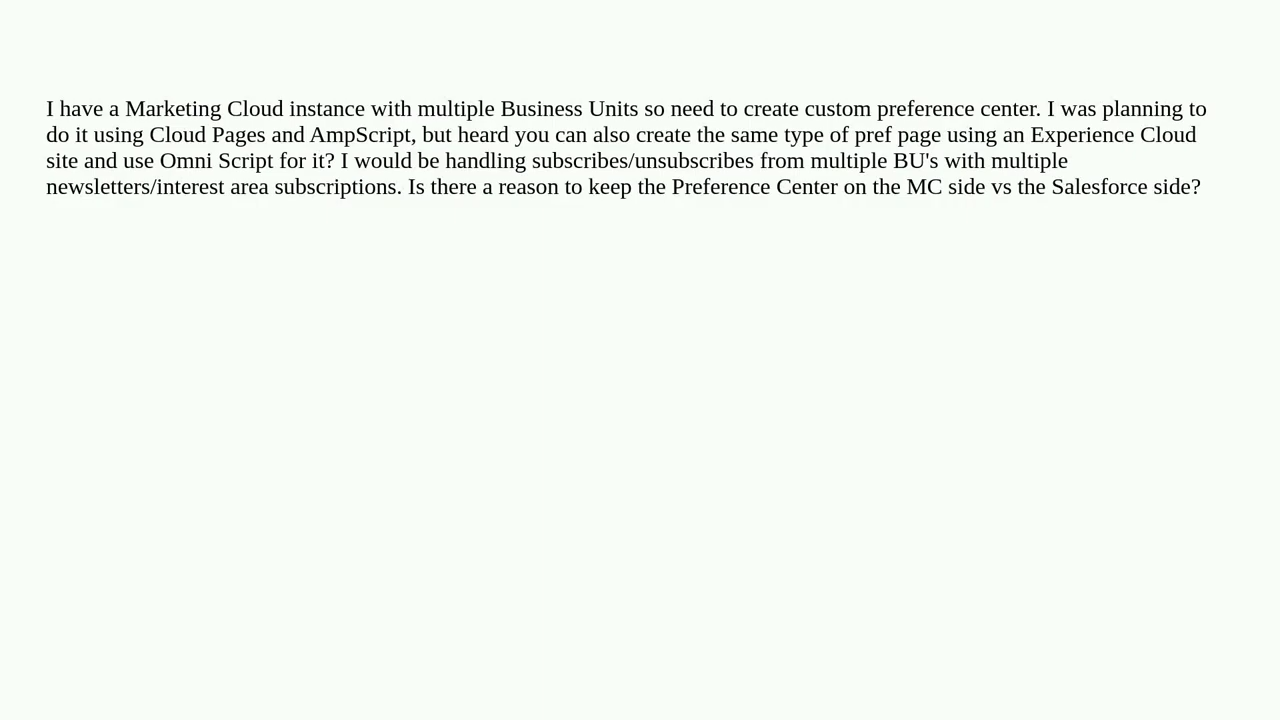 I have a Marketing Cloud instance with multiple Business Units so need to create custom preference center. I was planning to
do it using Cloud Pages and AmpScript, but heard you can also create the same type of pref page using an Experience Cloud
site and use Omni Script for it? I would be handling subscribes/unsubscribes from multiple BU's with multiple
newsletters/interest area subscriptions. Is there a reason to keep the Preference Center on the MC side vs the Salesforce side?